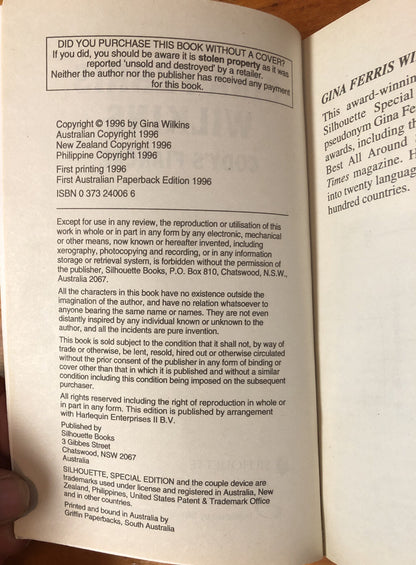 DID YOU PURCHASE THIS BOOK WITHOUT A COVER?
If you did, you should be aware it is stolen property as it was
reported 'unsold and destroyed' by a retailer.
Neither the author nor the publisher has received any payment
for this book.
Copyright © 1996 by Gina Wilkins
Australian Copyright 1996
New Zealand Copyright 1996
Philippine Copyright 1996
First printing 1996
First Australian Paperback Edition 1996
ISBN 0 373 24006 6
Except for use in any review, the reproduction or utilisation of this
work in whole or in part in any form by any electronic, mechanical
or other means, now known or hereafter invented, including
xerography, photocopying and recording, or in any information
storage or retrieval system, is forbidden without the permission of
the publisher, Silhouette Books, P.O. Box 810, Chatswood, N.S.W.,
Australia 2067.
All the characters in this book have no existence outside the
imagination of the author, and have no relation whatsoever to
anyone bearing the same name or names. They are not even
distantly inspired by any individual known or unknown to the
author, and all the incidents are pure invention.
This book is sold subject to the condition that it shall not, by way of
trade or otherwise, be lent, resold, hired out or otherwise circulated
without the prior consent of the publisher in any form of binding or
cover other than that in which it is published and without a similar
condition including this condition being imposed on the subsequent
purchaser.
All rights reserved including the right of reproduction in whole or
in part in any form. This edition is published by arrangement
with Harlequin Enterprises II B.V.
Published by
Silhouette Books
3 Gibbes Street
Chatswood, NSW 2067
Australia
SILHOUETTE, SPECIAL EDITION and the couple device are
trademarks used under license and registered in Australia, New
Zealand, Philippines, United States Patent & Trademark Office
and in other countries.
Printed and bound in Australia by
Griffin Paperbacks, South Australia
GINA FERRIS WI
This award-winnin
Silhouette Special
pseudonym Gina Fe
awards, including th
Best All Around
Times magazine. H
into twenty languag
hundred countries.